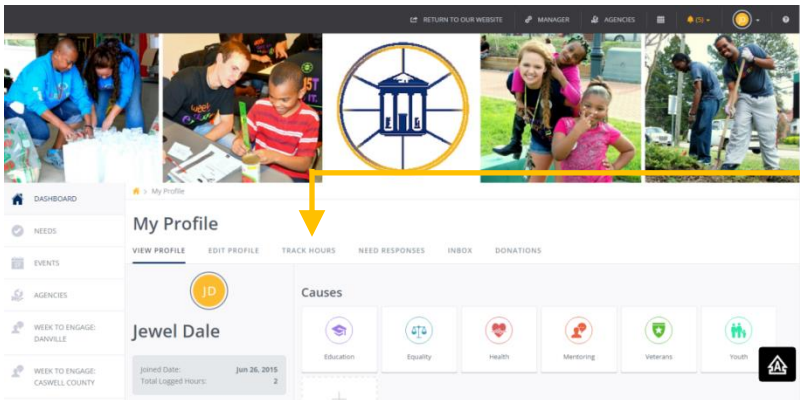 RETURN TO OUR WEBSITE MANAGER AGENCIES (5)
> My Profile
DASHBOARD
NEEDS
EVENTS
AGENCIES
WEEK TO ENGAGE:
DANVILLE
WEEK TO ENGAGE:
CASWELL COUNTY
My Profile
VIEW PROFILE EDIT PROFILE TRACK HOURS NEED RESPONSES INBOX DONATIONS
JD
Jewel Dale
Joined Date: Jun 26, 2015
Total Logged Hours: 2
Causes
Education Equality Health Mentoring Veterans Youth